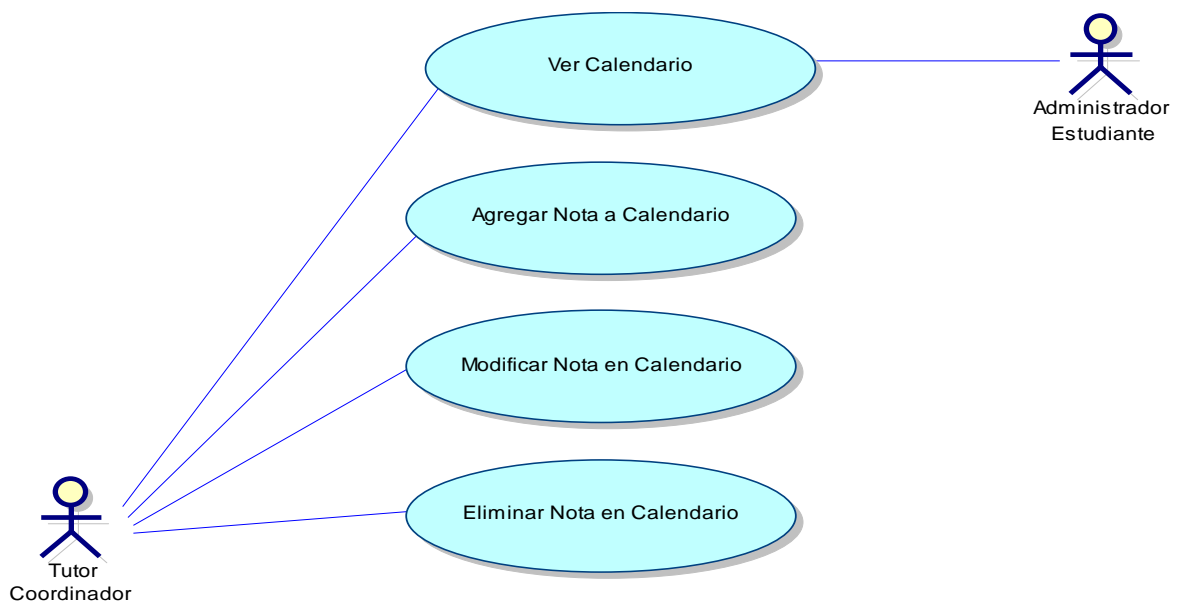 Ver Calendario
Administrador
Estudiante
Agregar Nota a Calendario
Modificar Nota en Calendario
Eliminar Nota en Calendario
Tutor
Coordinador